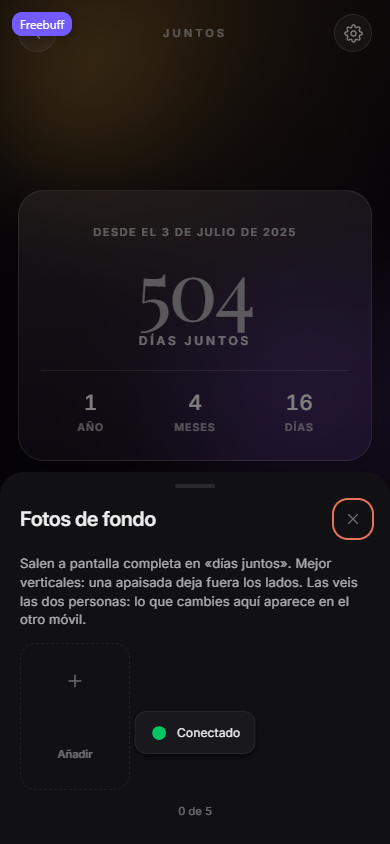 Freebuff
JUNTOS
DESDE EL 3 DE JULIO DE 2025
504
DÍAS JUNTOS
1
4
16
AÑO
MESES
DÍAS
Fotos de fondo
Salen a pantalla completa en «días juntos». Mejor
verticales: una apaisada deja fuera los lados. Las veis
las dos personas: lo que cambies aquí aparece en el
otro móvil.
Añadir
Conectado
0 de 5